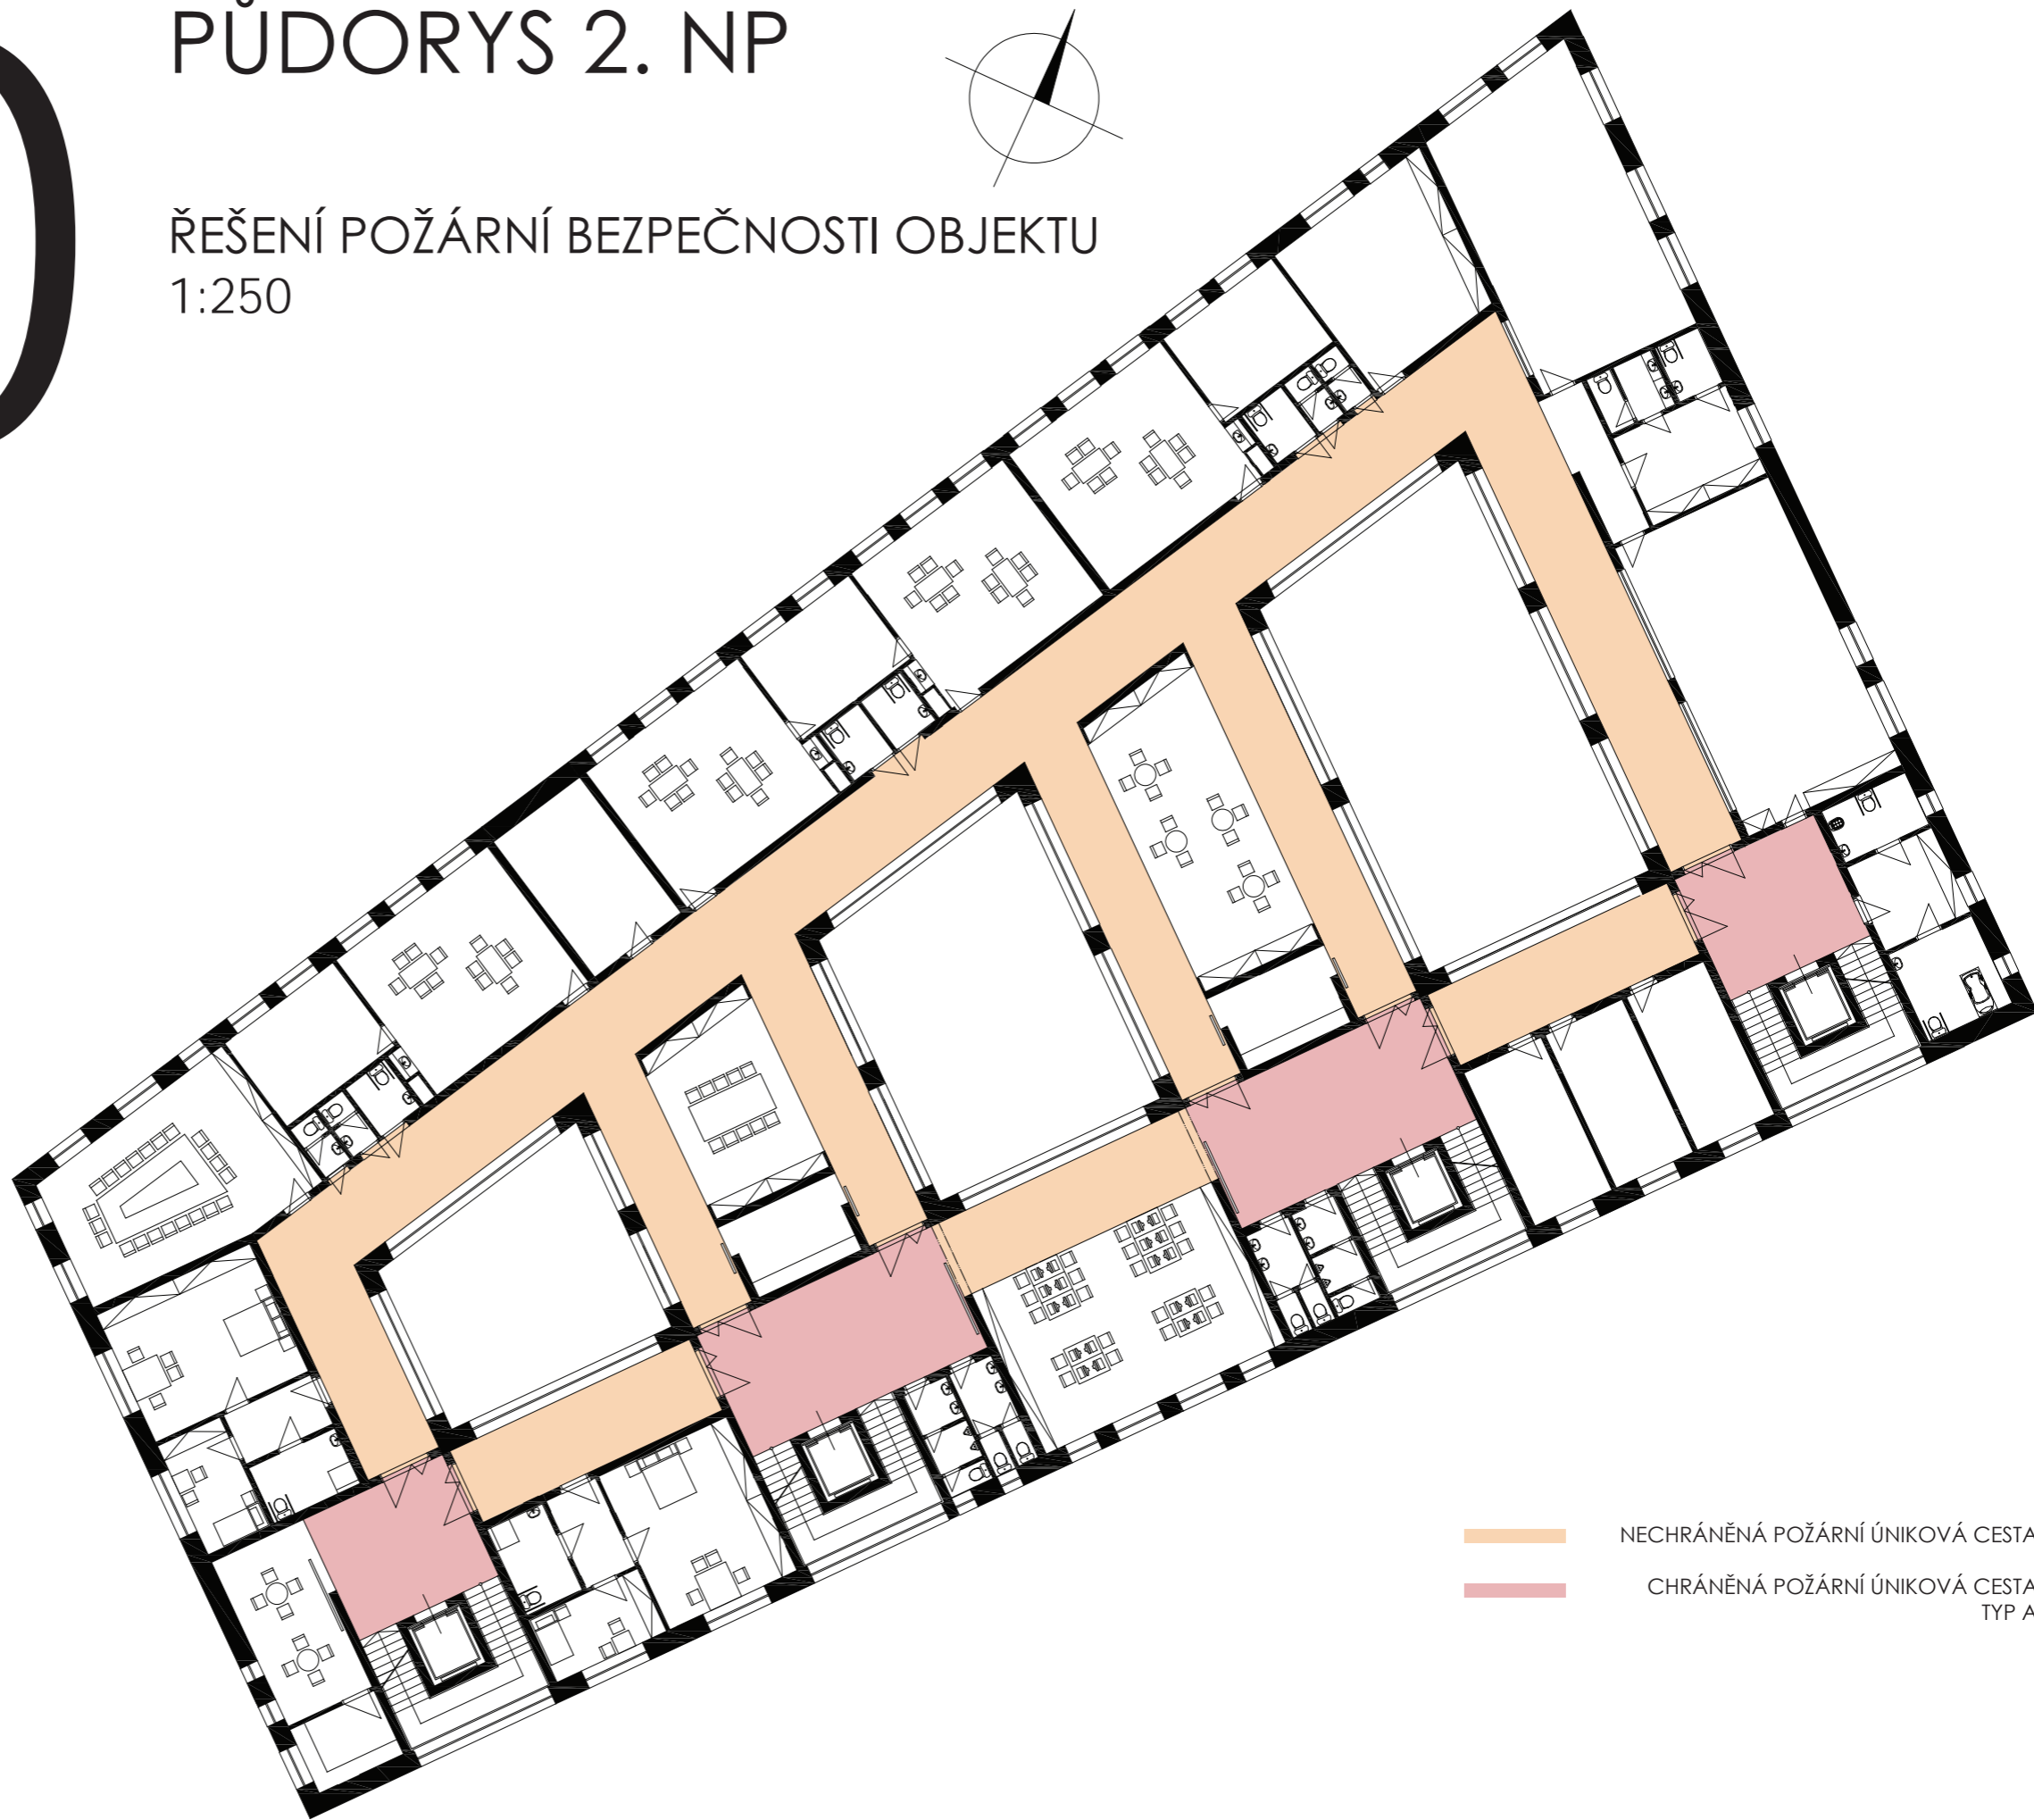 PŮDORYS 2. NP
ŘEŠENÍ POŽÁRNÍ BEZPEČNOSTI OBJEKTU
1:250
NECHRÁNĚNÁ POŽÁRNÍ ÚNIKOVÁ CESTA
CHRÁNĚNÁ POŽÁRNÍ ÚNIKOVÁ CESTA
TYP A